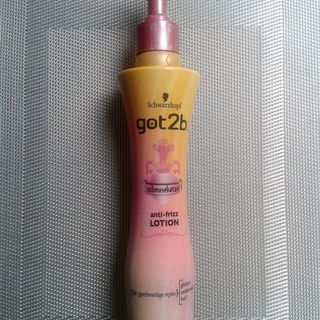 Schwarzkopf
got2b
schmusekatze
anti-frizz
LOTION
für geschmeidige styles